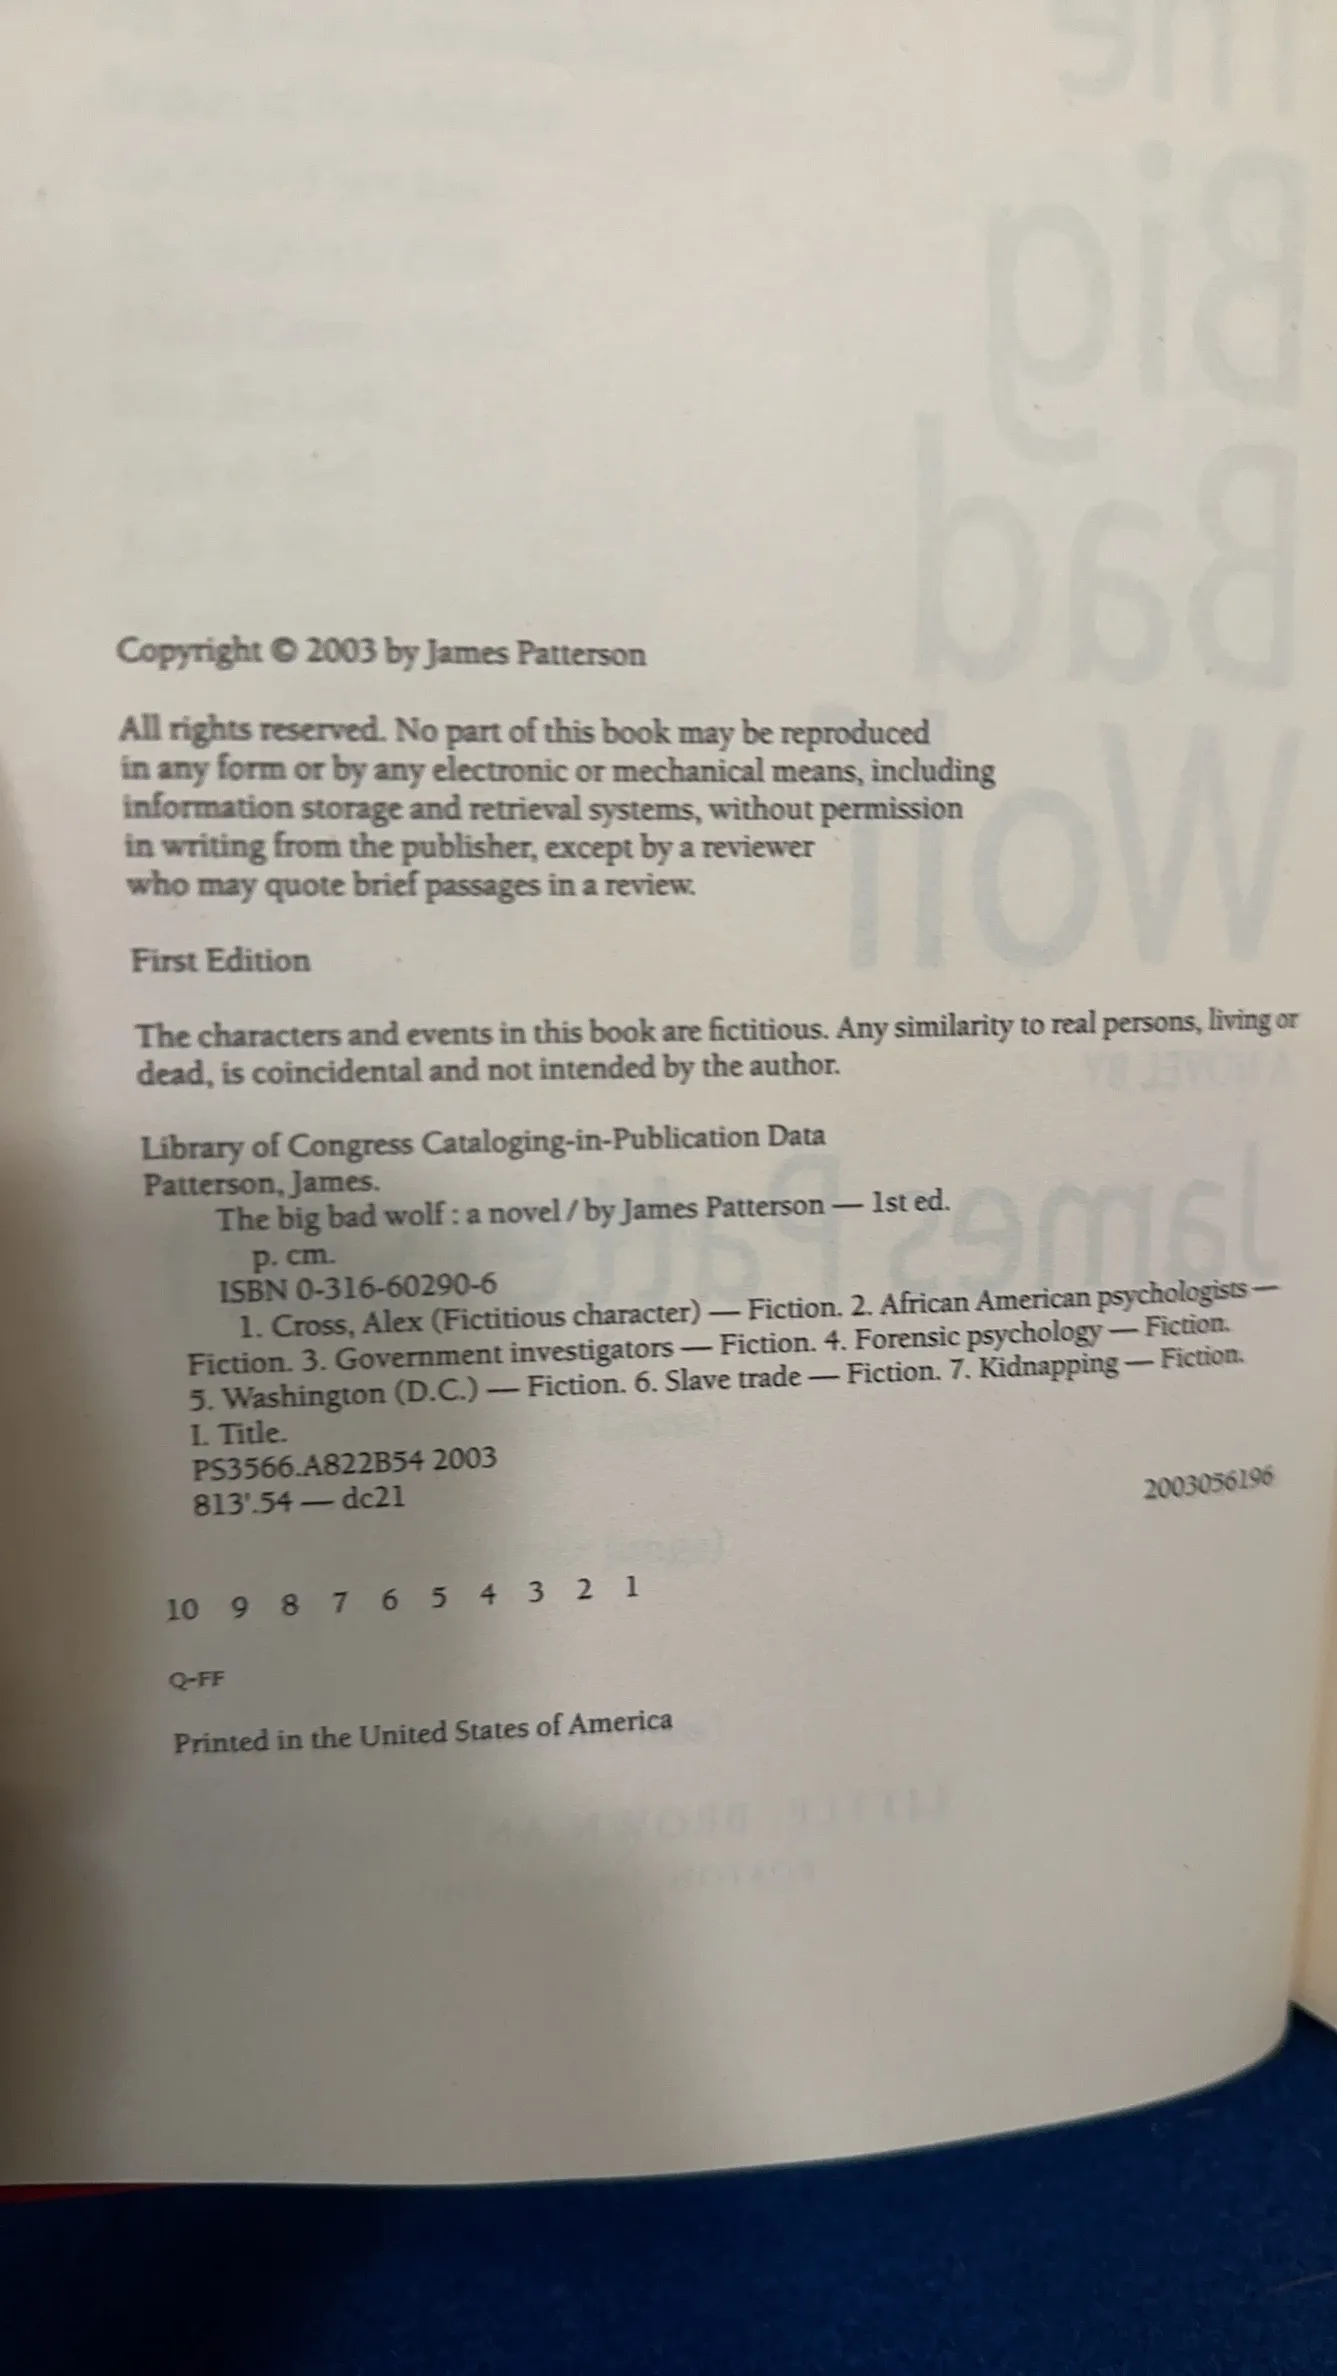 Copyright © 2003 by James Patterson
All rights reserved. No part of this book may be reproduced
in any form or by any electronic or mechanical means, including
information storage and retrieval systems, without permission
in writing from the publisher, except by a reviewer
who may quote brief passages in a review.
First Edition
The characters and events in this book are fictitious. Any similarity to real persons, living or
dead, is coincidental and not intended by the author.
Library of Congress Cataloging-in-Publication Data
Patterson, James.
The big bad wolf : a novel / by James Patterson — 1st ed.
p. cm.
ISBN 0-316-60290-6
1. Cross, Alex (Fictitious character) — Fiction. 2. African American psychologists —
Fiction. 3. Government investigators — Fiction. 4. Forensic psychology — Fiction.
5. Washington (D.C.) — Fiction. 6. Slave trade — Fiction. 7. Kidnapping — Fiction.
I. Title.
PS3566.A822B54 2003
813'.54 — dc21
2003056196
10 9 8 7 6 5 4 3 2 1
Q-FF
Printed in the United States of America